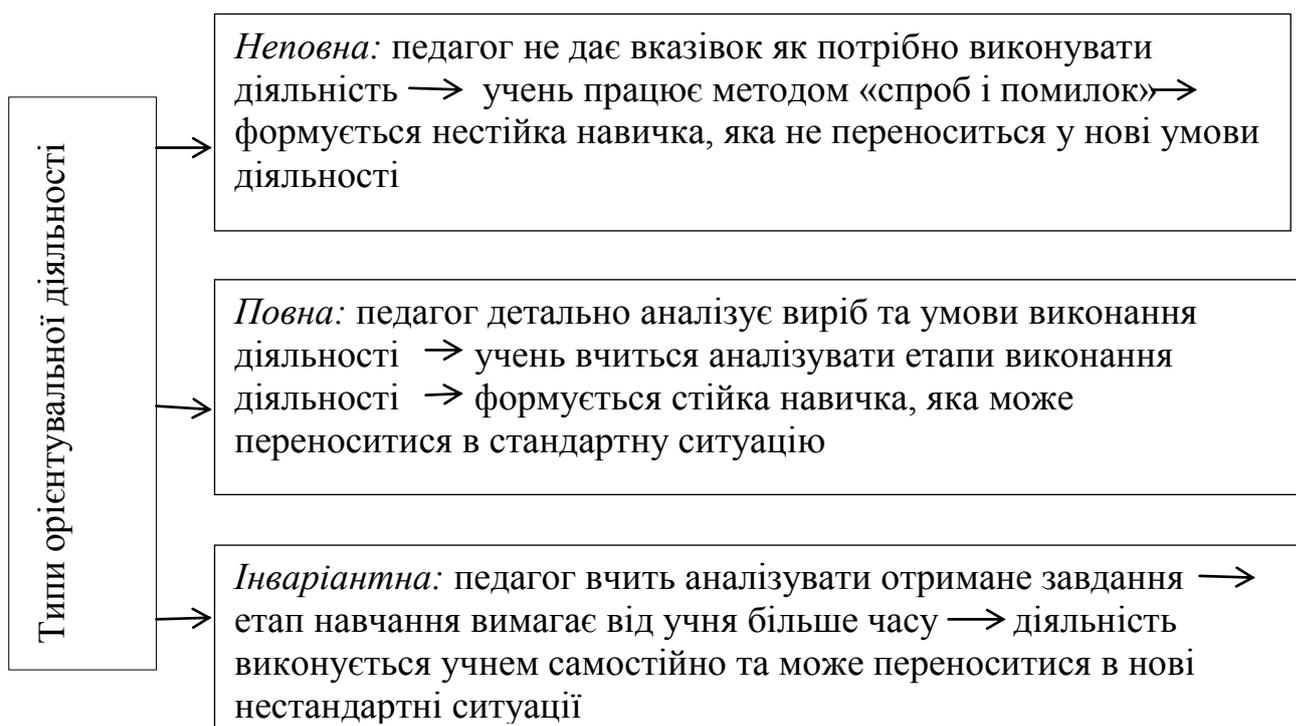 Типи орієнтувальної діяльності
Неповна: педагог не дає вказівок як потрібно виконувати
діяльність → учень працює методом «спроб і помилок»→
формується нестійка навичка, яка не переноситься у нові умови
діяльності
Повна: педагог детально аналізує виріб та умови виконання
діяльності → учень вчиться аналізувати етапи виконання
діяльності → формується стійка навичка, яка може
переноситися в стандартну ситуацію
Інваріантна: педагог вчить аналізувати отримане завдання →
етап навчання вимагає від учня більше часу → діяльність
виконується учнем самостійно та може переноситися в нові
нестандартні ситуації